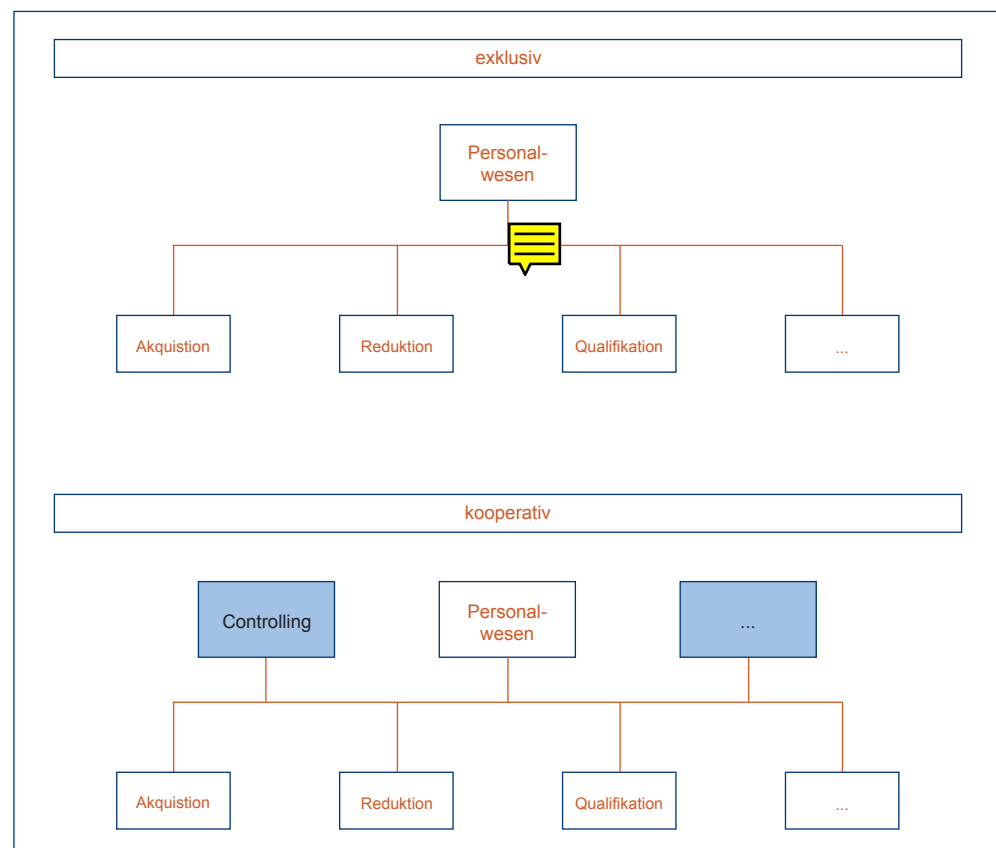 exklusiv
Personal-
wesen
Akquistion
Reduktion
Qualifikation
...
kooperativ
Controlling
Personal-
wesen
...
Akquistion
Reduktion
Qualifikation
...